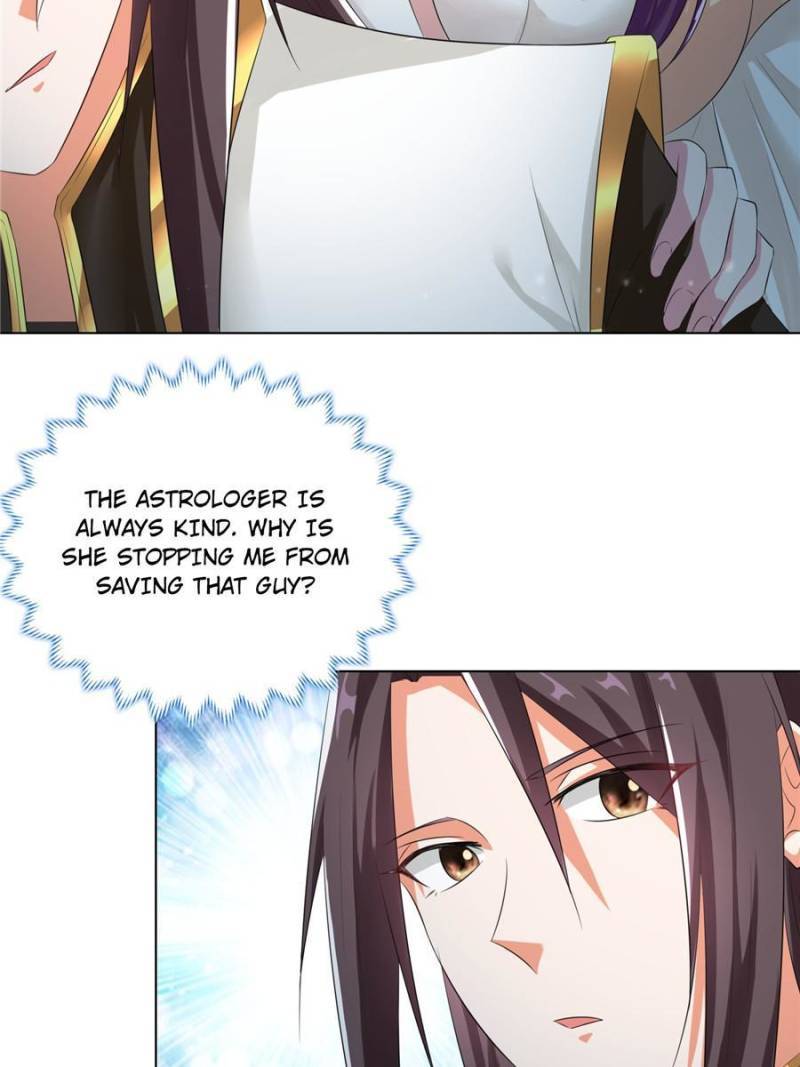 THE ASTROLOGER IS
ALWAYS KIND. WHY IS
SHE STOPPING ME FROM
SAVING THAT GUY?